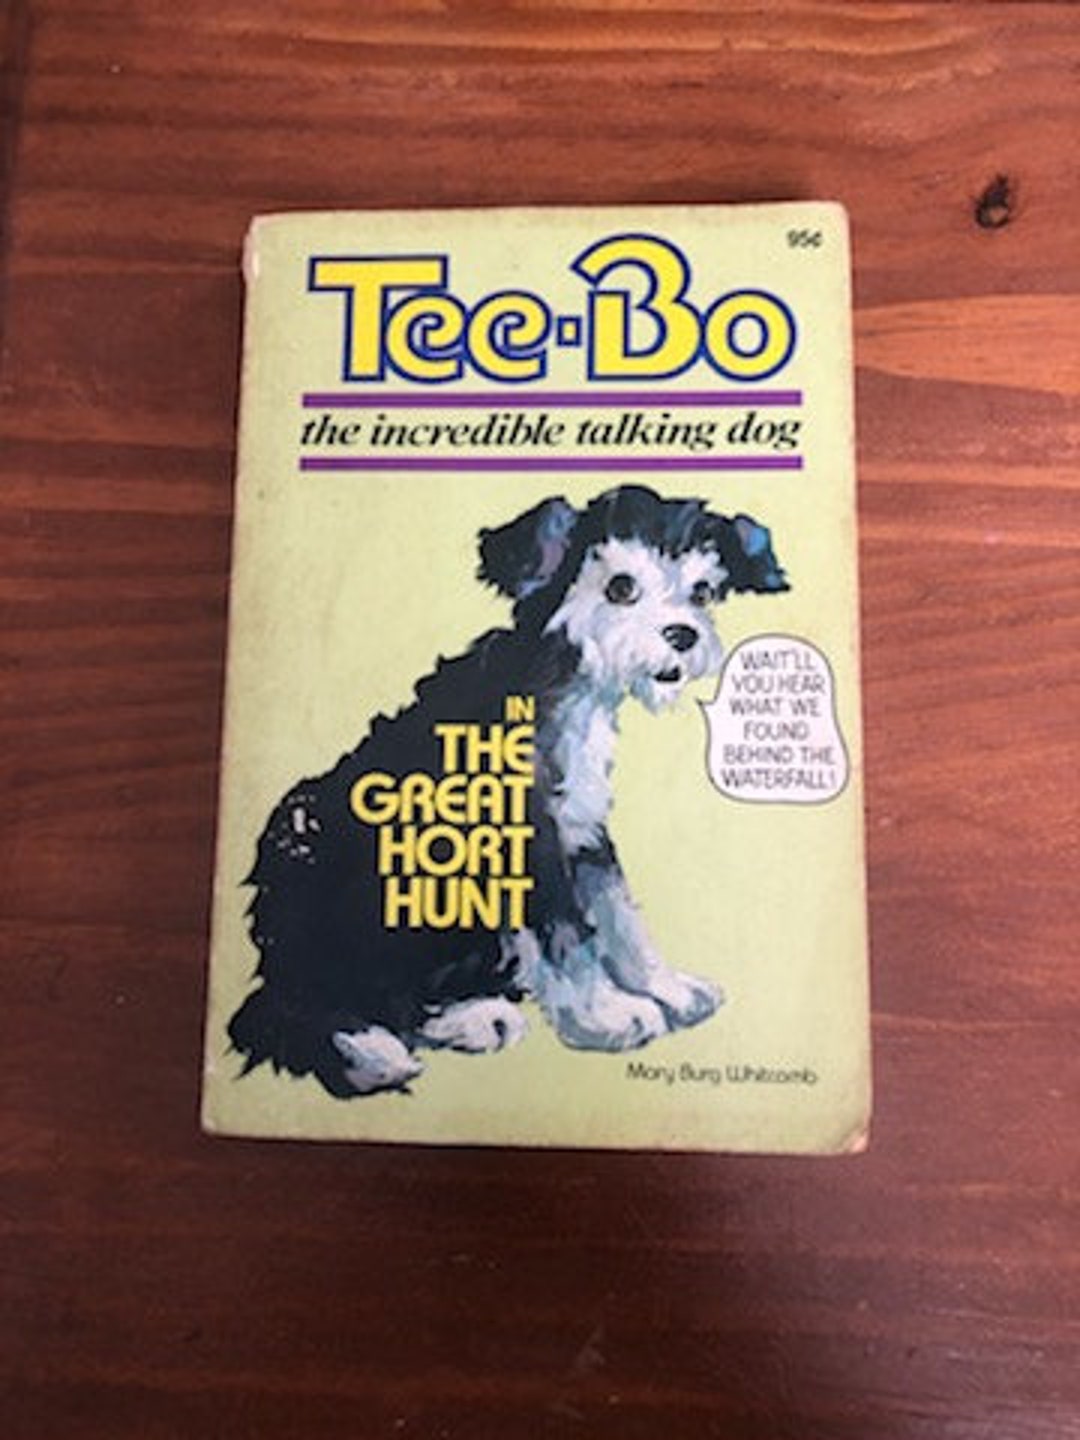 95¢
Tee-Bo
the incredible talking dog
IN
THE
GREAT
HORT
HUNT
WAIT'LL
YOU HEAR
WHAT WE
FOUND
BEHIND THE
WATERFALL!
Mary Burg Whitcomb